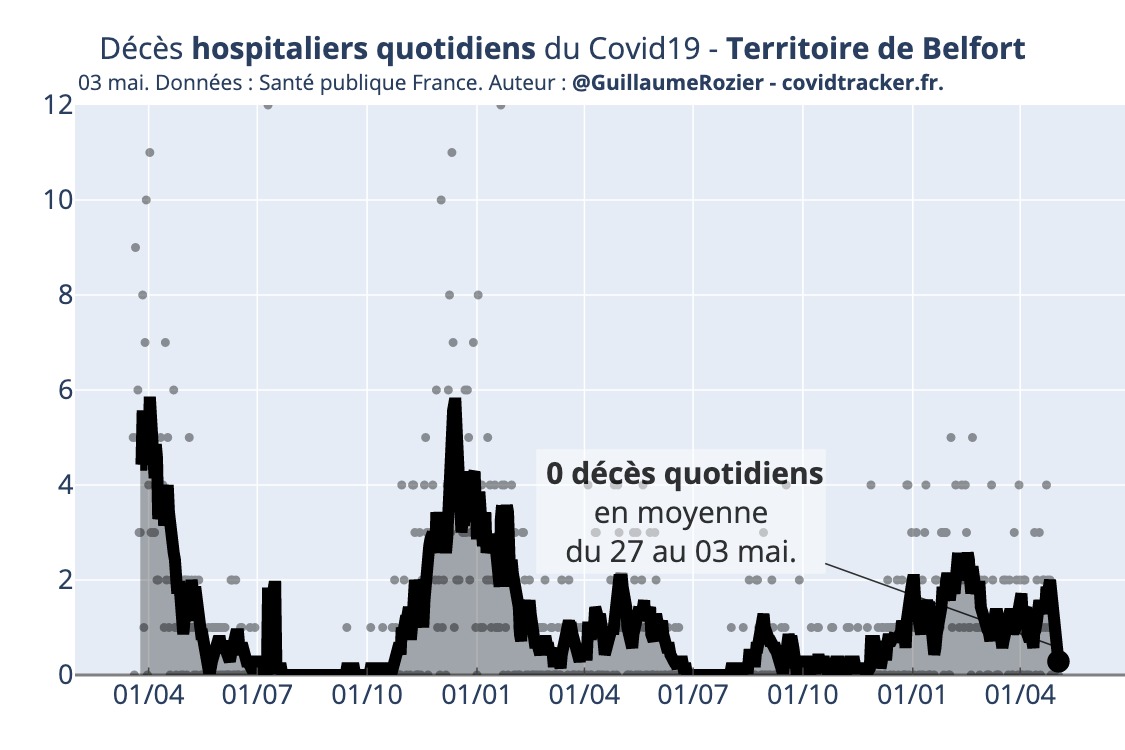 Décès hospitaliers quotidiens du Covid19 - Territoire de Belfort
03 mai. Données : Santé publique France. Auteur : @GuillaumeRozier - covidtracker.fr.
12
10
8
6
4
2
0
0 décès quotidiens
en moyenne
du 27 au 03 mai.
01/04 01/07 01/10 01/01 01/04 01/07 01/10 01/01 01/04